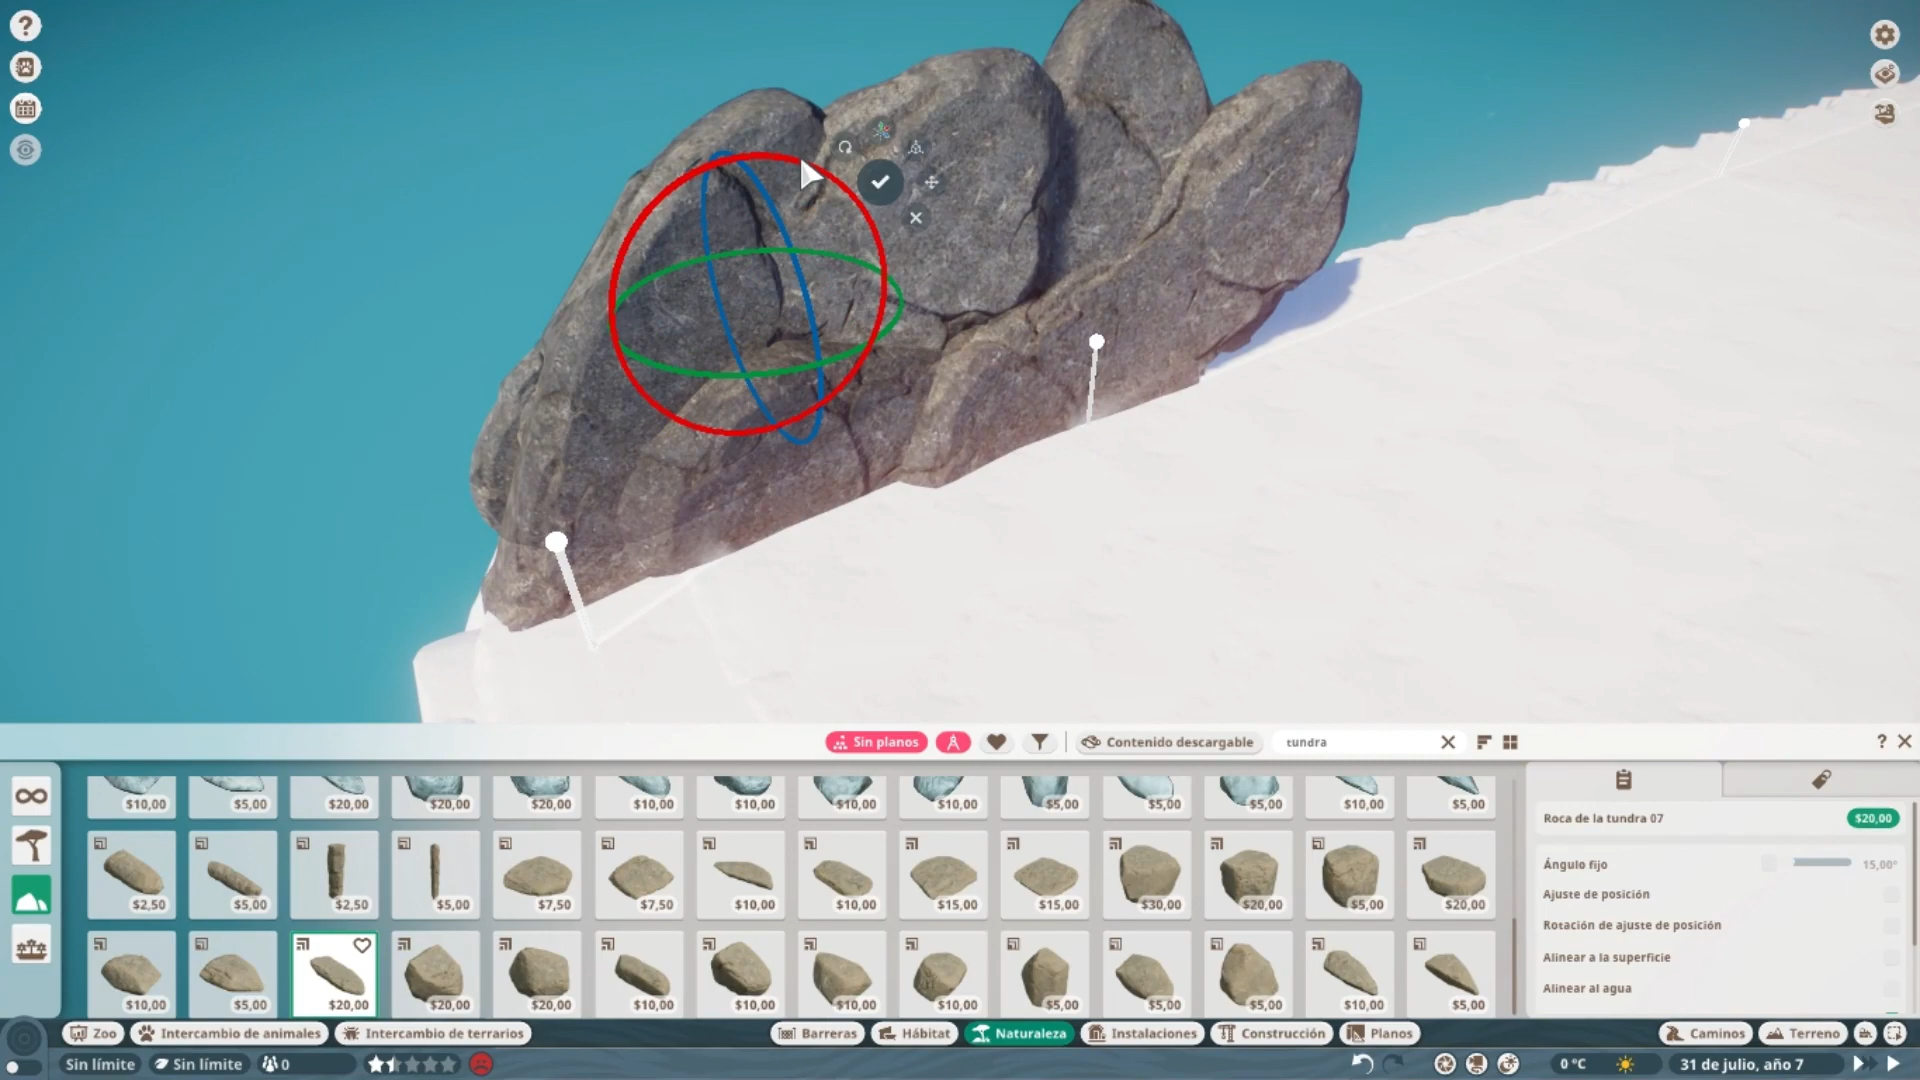 Sin planos
Contenido descargable
tundra
$10,00 $5,00 $20,00 $20,00 $20,00 $10,00 $10,00 $10,00 $10,00 $5,00 $5,00 $5,00 $10,00 $5,00
$2,50 $5,00 $2,50 $5,00 $7,50 $7,50 $10,00 $10,00 $15,00 $15,00 $30,00 $20,00 $5,00 $20,00
$10,00 $5,00 $20,00 $20,00 $20,00 $10,00 $10,00 $10,00 $10,00 $5,00 $5,00 $5,00 $10,00 $5,00
Roca de la tundra 07 $20,00
Ángulo fijo 15,00°
Ajuste de posición
Rotación de ajuste de posición
Alinear a la superficie
Alinear al agua
Zoo Intercambio de animales Intercambio de terrarios Barreras Hábitat Naturaleza Instalaciones Construcción Planos Caminos Terreno
Sin límite Sin límite 0 0 °C 31 de julio, año 7